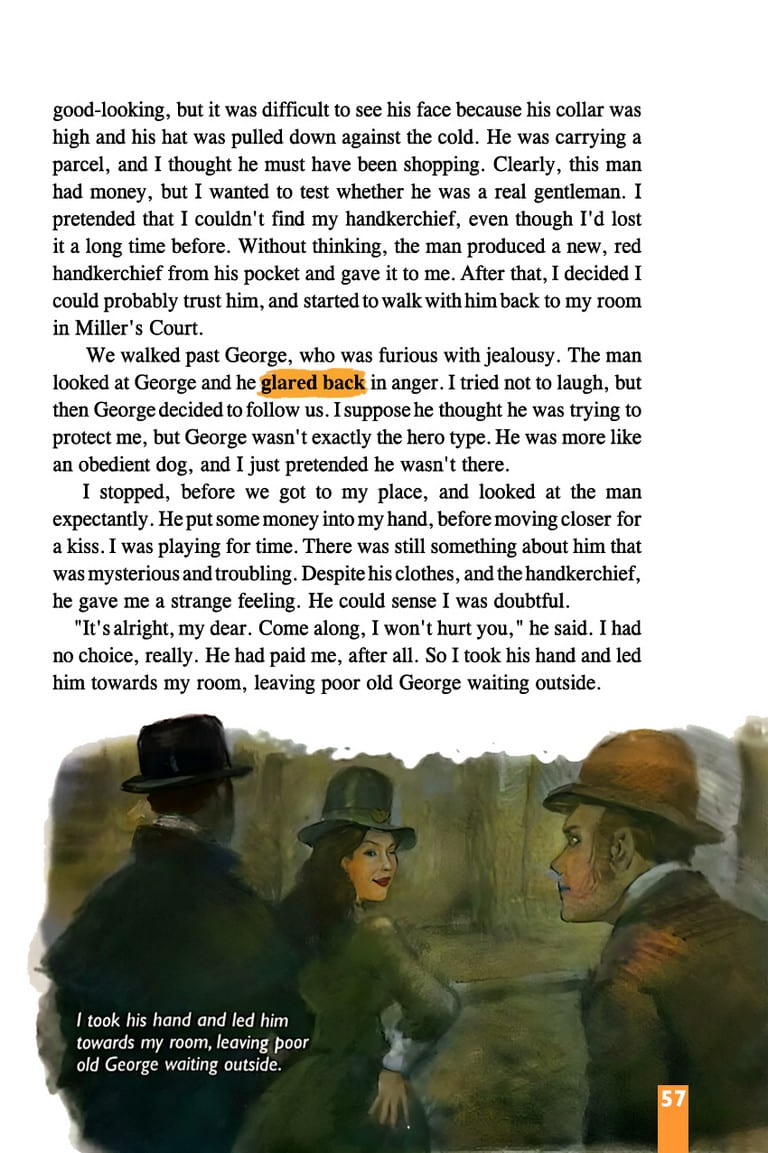 good-looking, but it was difficult to see his face because his collar was
high and his hat was pulled down against the cold. He was carrying a
parcel, and I thought he must have been shopping. Clearly, this man
had money, but I wanted to test whether he was a real gentleman. I
pretended that I couldn't find my handkerchief, even though I'd lost
it a long time before. Without thinking, the man produced a new, red
handkerchief from his pocket and gave it to me. After that, I decided I
could probably trust him, and started to walk with him back to my room
in Miller's Court.
We walked past George, who was furious with jealousy. The man
looked at George and he glared back in anger. I tried not to laugh, but
then George decided to follow us. I suppose he thought he was trying to
protect me, but George wasn't exactly the hero type. He was more like
an obedient dog, and I just pretended he wasn't there.
I stopped, before we got to my place, and looked at the man
expectantly. He put some money into my hand, before moving closer for
a kiss. I was playing for time. There was still something about him that
was mysterious and troubling. Despite his clothes, and the handkerchief,
he gave me a strange feeling. He could sense I was doubtful.
"It's alright, my dear. Come along, I won't hurt you," he said. I had
no choice, really. He had paid me, after all. So I took his hand and led
him towards my room, leaving poor old George waiting outside.
I took his hand and led him
towards my room, leaving poor
old George waiting outside.
57